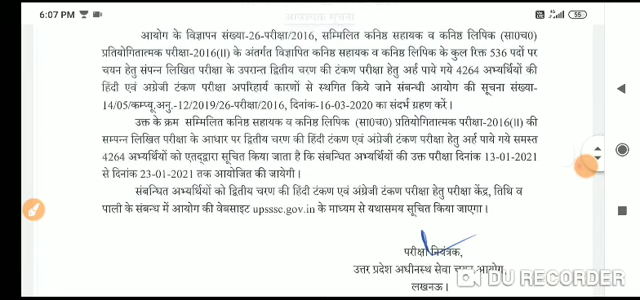 6:07 PM
55
आवश्यक सूचना
आयोग के विज्ञापन संख्या-26-परीक्षा/2016, सम्मिलित कनिष्ठ सहायक व कनिष्ठ लिपिक (सा0च0)
प्रतियोगितात्मक परीक्षा-2016(II) के अंतर्गत विज्ञापित कनिष्ठ सहायक व कनिष्ठ लिपिक के कुल रिक्त 536 पदों पर
चयन हेतु संपन्न लिखित परीक्षा के उपरान्त द्वितीय चरण की टंकण परीक्षा हेतु अर्ह पाये गये 4264 अभ्यर्थियों की
हिंदी एवं अंग्रेजी टंकण परीक्षा अपरिहार्य कारणों से स्थगित किये जाने संबन्धी आयोग की सूचना संख्या-
14/05/कम्प्यू.अनु.-12/2019/26-परीक्षा/2016, दिनांक-16-03-2020 का संदर्भ ग्रहण करें।
उक्त के क्रम सम्मिलित कनिष्ठ सहायक व कनिष्ठ लिपिक (सा0च0) प्रतियोगितात्मक परीक्षा-2016(II) की
सम्पन्न लिखित परीक्षा के आधार पर द्वितीय चरण की हिन्दी टंकण एवं अंग्रेजी टंकण परीक्षा हेतु अर्ह पाये गये समस्त
4264 अभ्यर्थियों को एतद्द्वारा सूचित किया जाता है कि संबन्धित अभ्यर्थियों की उक्त परीक्षा दिनांक 13-01-2021
से दिनांक 23-01-2021 तक आयोजित की जायेगी।
संबन्धित अभ्यर्थियों को द्वितीय चरण की हिन्दी टंकण एवं अंग्रेजी टंकण परीक्षा हेतु परीक्षा केंद्र, तिथि व
पाली के संबन्ध में आयोग की वेबसाइट upsssc.gov.in के माध्यम से यथासमय सूचित किया जाएगा।
परीक्षा नियंत्रक,
उत्तर प्रदेश अधीनस्थ सेवा चयन आयोग,
लखनऊ।
DU RECORDER